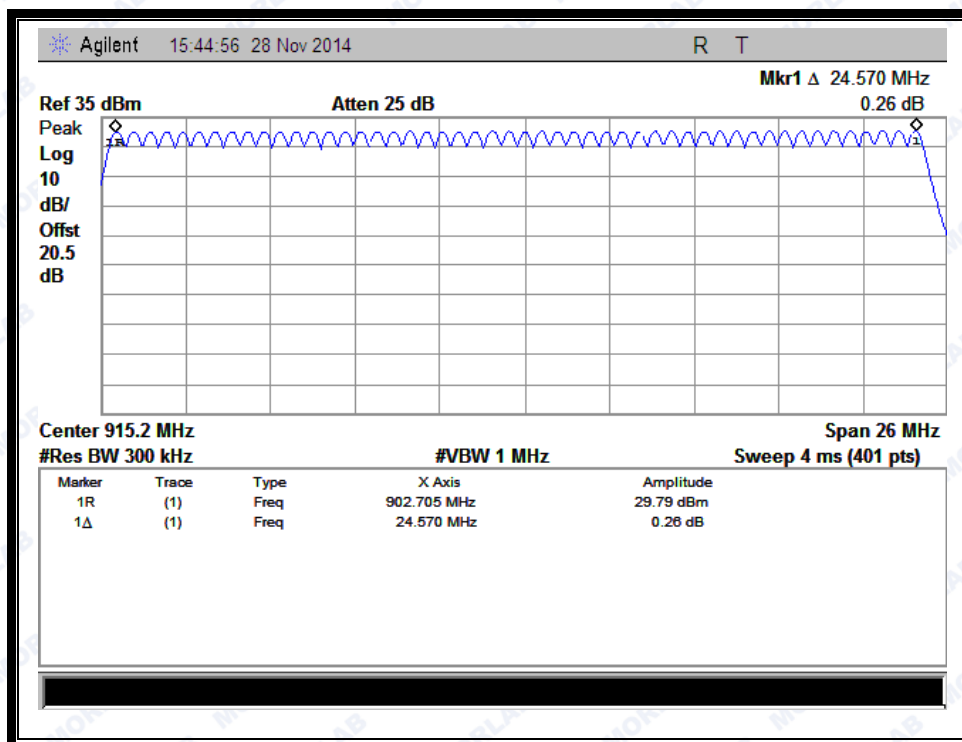 Agilent 15:44:56 28 Nov 2014 R T
Mkr1 Δ 24.570 MHz
Ref 35 dBm Atten 25 dB 0.26 dB
Peak
Log
10
dB/
Offst
20.5
dB
1R
1
Center 915.2 MHz Span 26 MHz
#Res BW 300 kHz #VBW 1 MHz Sweep 4 ms (401 pts)
Marker Trace Type X Axis Amplitude
1R (1) Freq 902.705 MHz 29.79 dBm
1Δ (1) Freq 24.570 MHz 0.26 dB
MORLAB